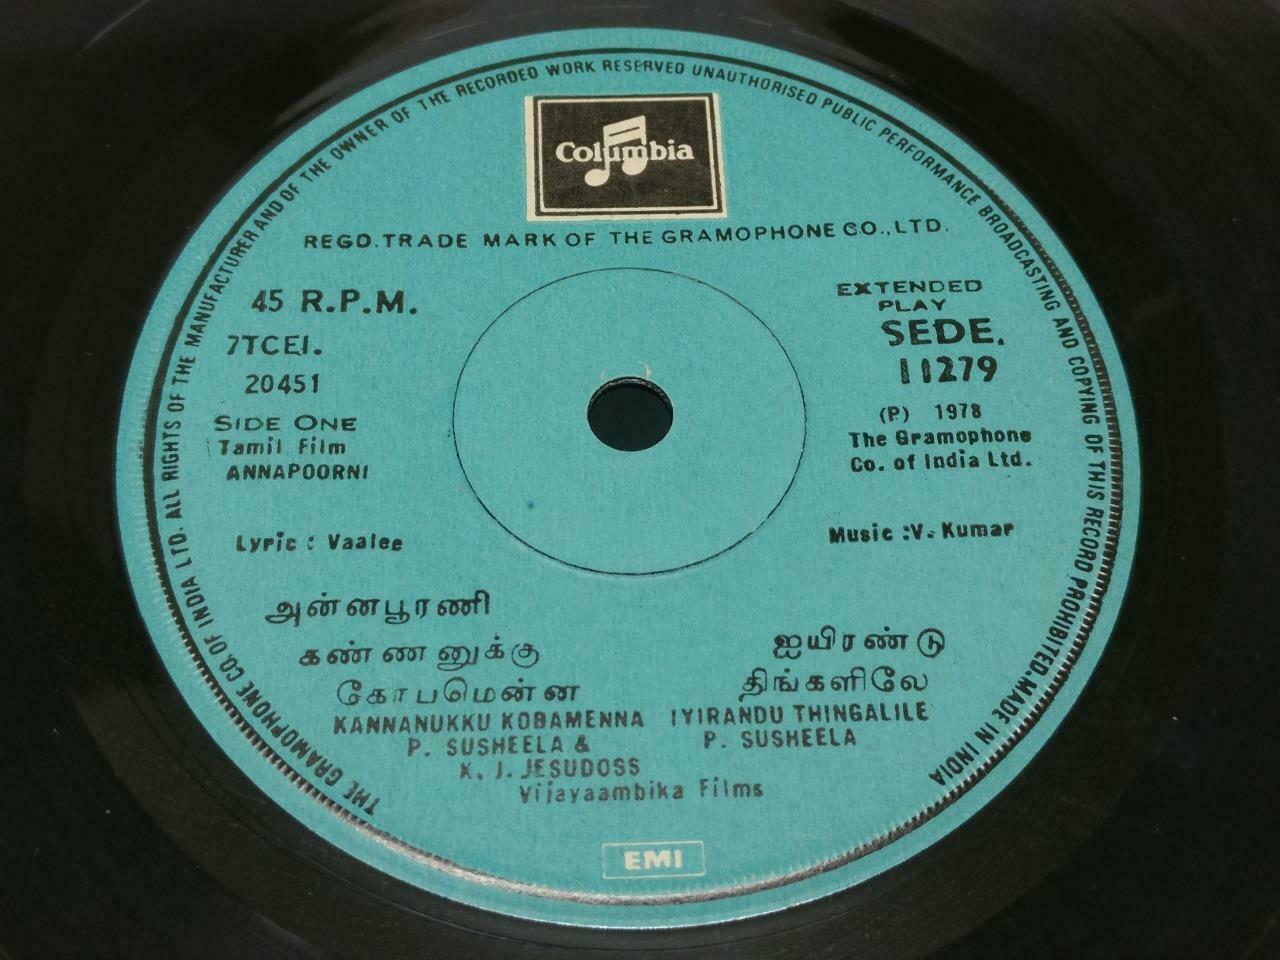 THE GRAMOPHONE CO. OF INDIA LTD. ALL RIGHTS OF THE MANUFACTURER AND OF THE OWNER OF THE RECORDED WORK RESERVED UNAUTHORISED PUBLIC PERFORMANCE BROADCASTING AND COPYING OF THIS RECORD PROHIBITED. MADE IN INDIA
Columbia
REGD. TRADE MARK OF THE GRAMOPHONE CO., LTD.
45 R.P.M.
7TCEI.
20451
SIDE ONE
Tamil Film
ANNAPOORNI
EXTENDED
PLAY
SEDE.
11279
(P) 1978
The Gramophone
Co. of India Ltd.
Lyric : Vaalee
Music : V. Kumar
அன்னபூரணி
கண்ணனுக்கு
கோபமென்ன
KANNANUKKU KOBAMENNA
P. SUSHEELA &
K. J. JESUDOSS
ஐயிரண்டு
திங்களிலே
IYIRANDU THINGALILE
P. SUSHEELA
Vijayaambika Films
EMI